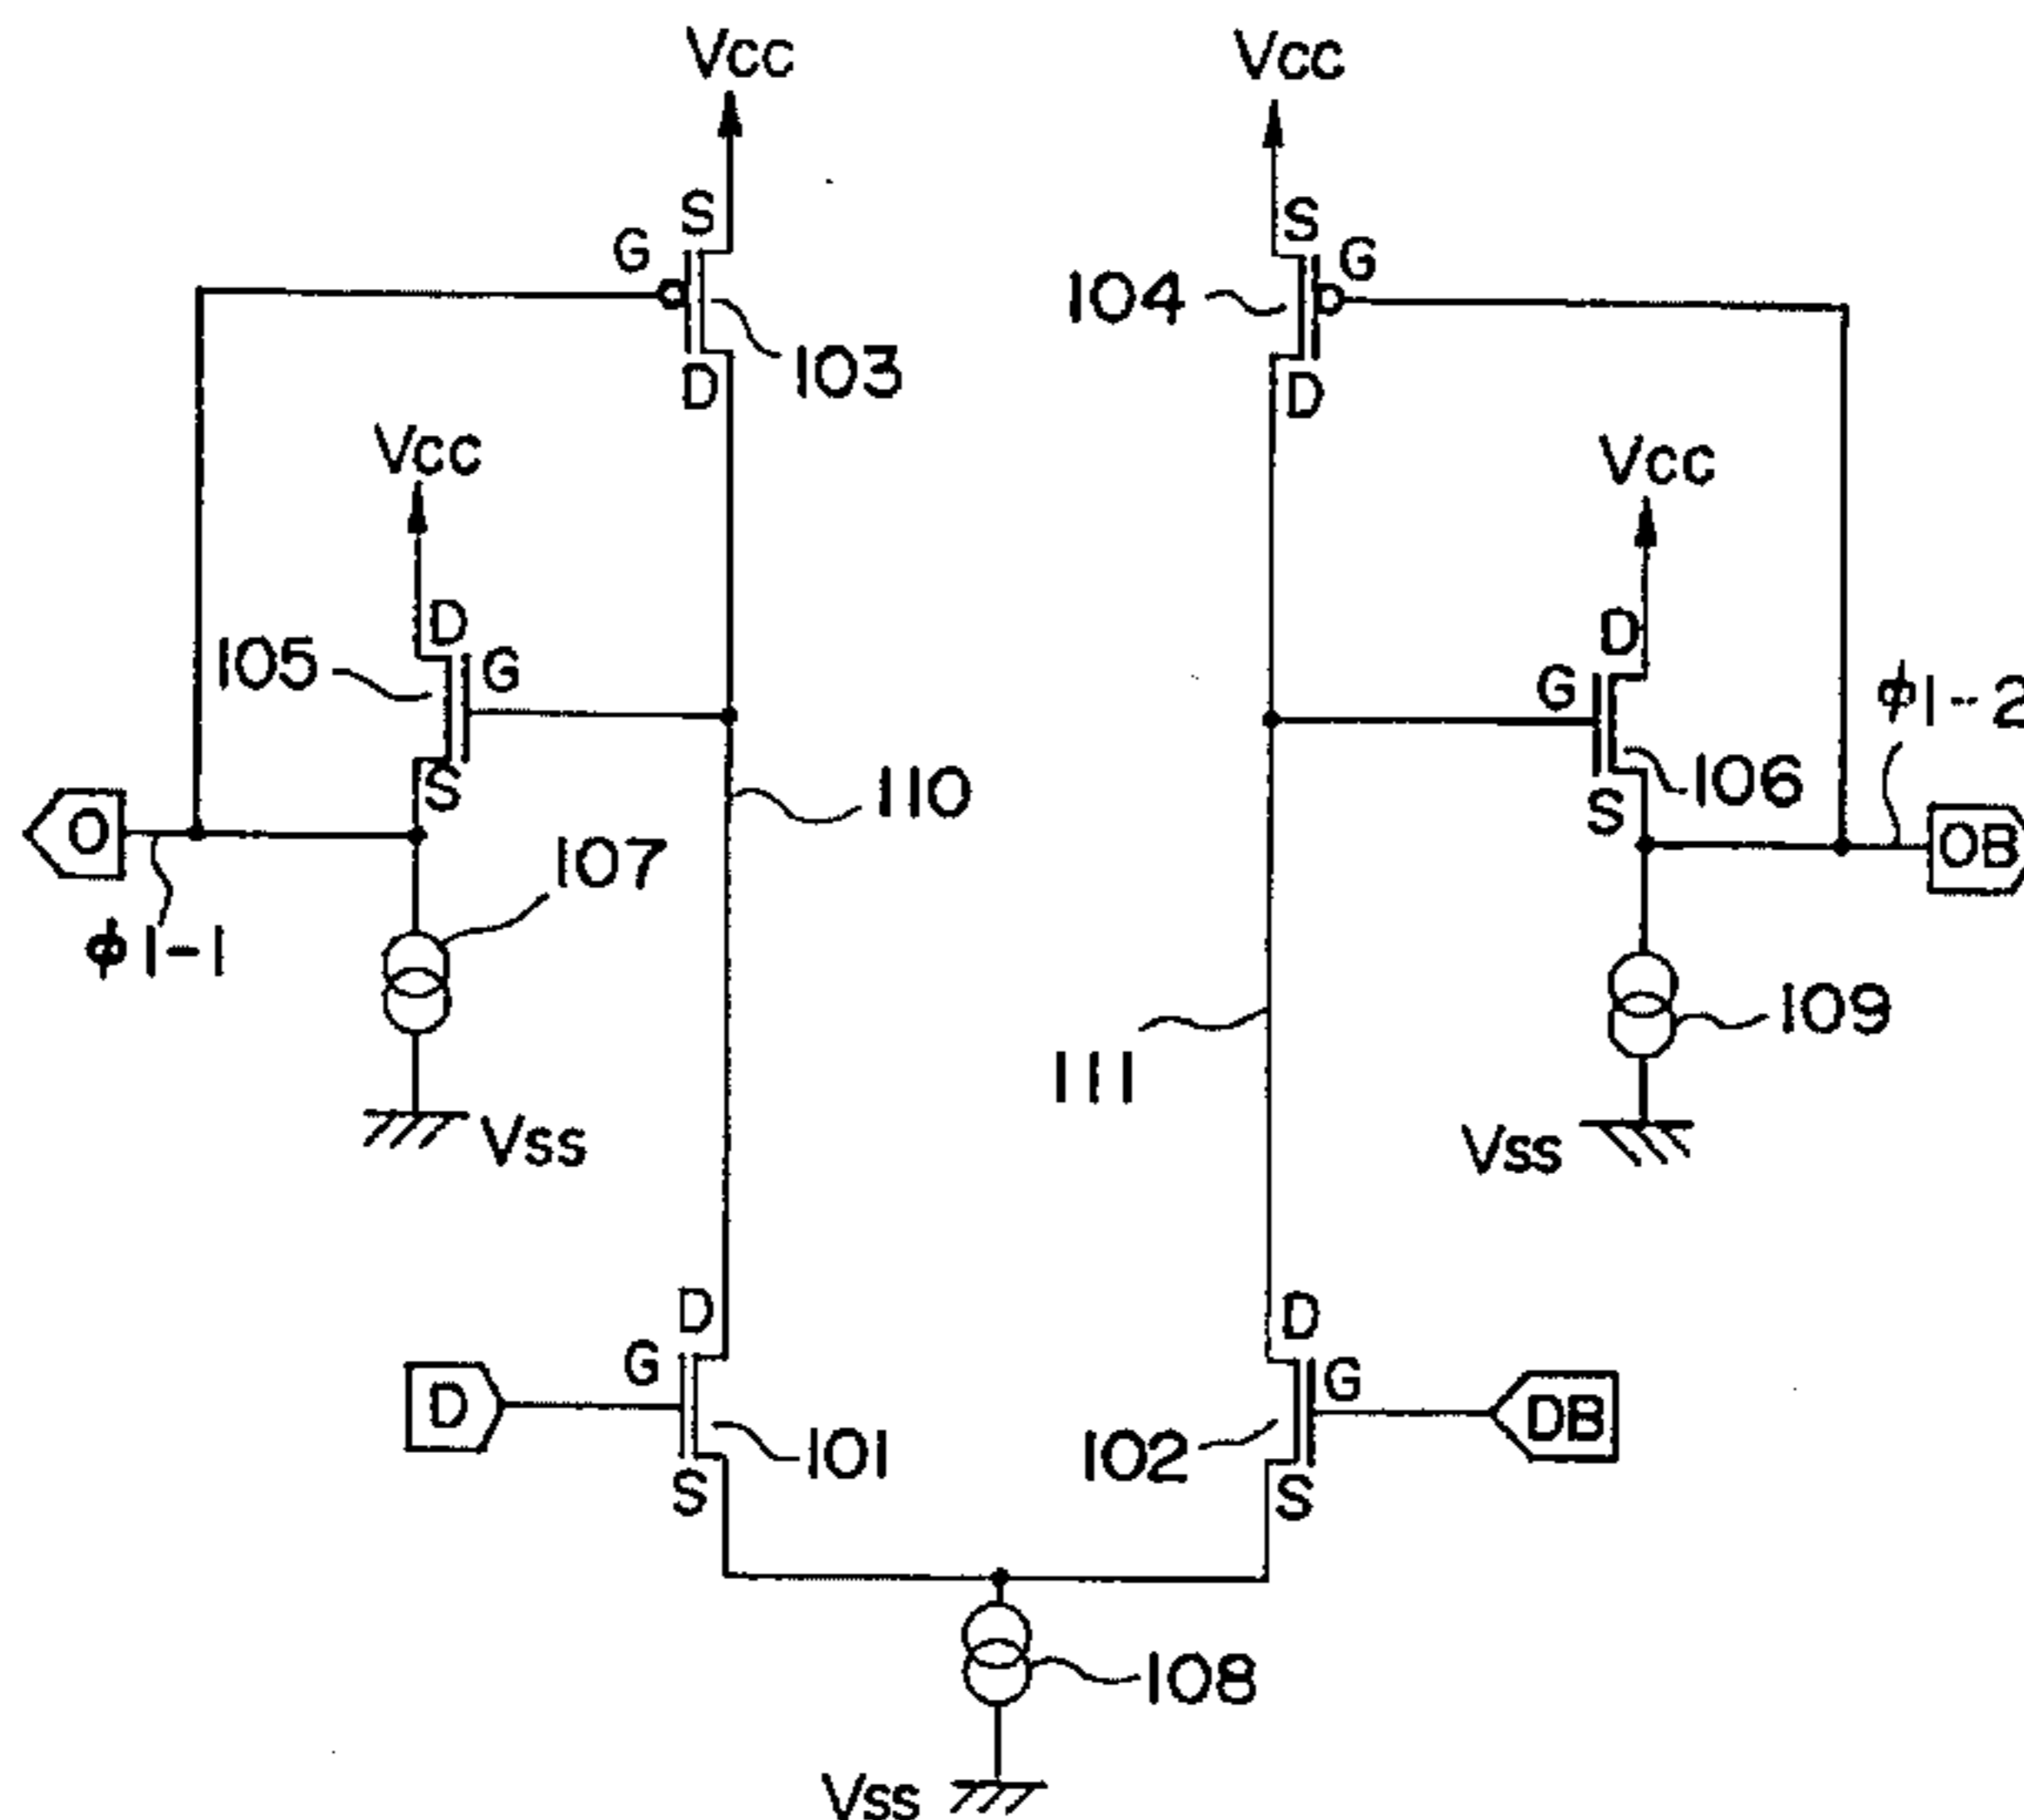 Vcc
Vcc
S
G
103
D
S
G
104
D
Vcc
Vcc
105
D
G
S
D
G
106
S
φ1-2
O
φ1-1
107
110
OB
109
111
Vss
Vss
D
G
D
101
S
D
G
102
S
DB
108
Vss